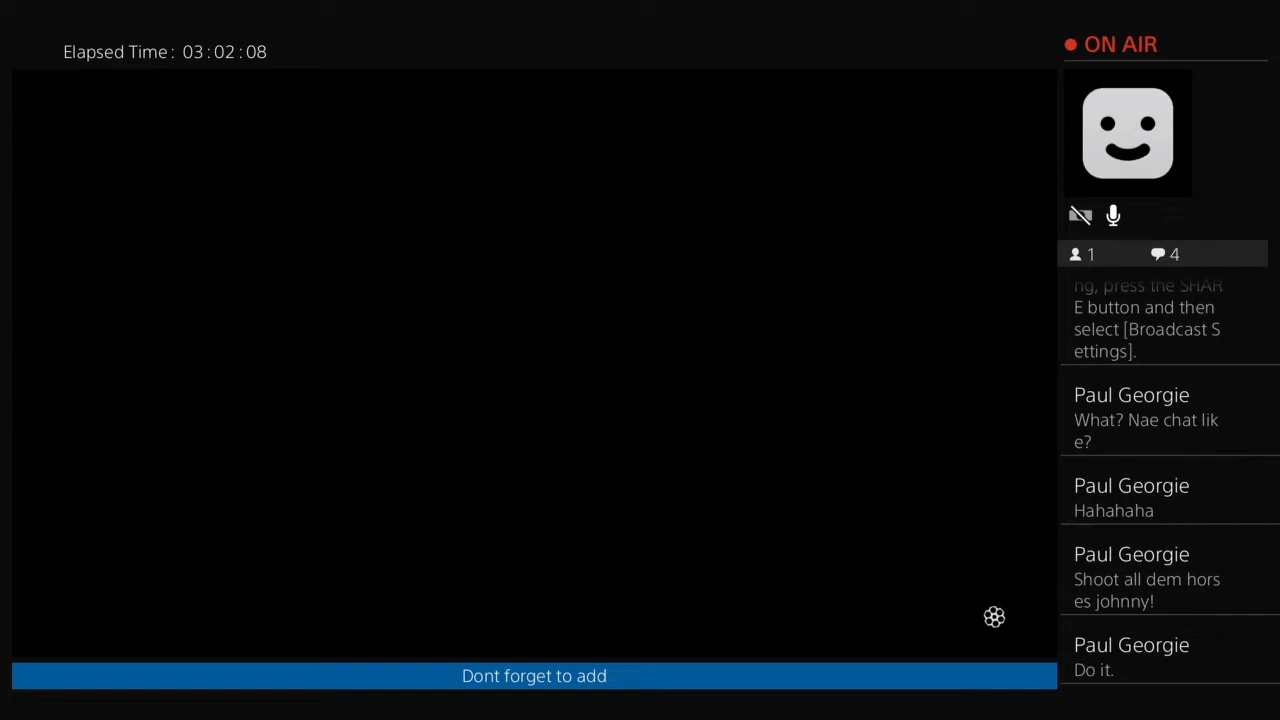 Elapsed Time: 03:02:08
ON AIR
1 4
ng, press the SHAR
E button and then
select [Broadcast S
ettings].
Paul Georgie
What? Nae chat lik
e?
Paul Georgie
Hahahaha
Paul Georgie
Shoot all dem hors
es johnny!
Paul Georgie
Do it.
Dont forget to add